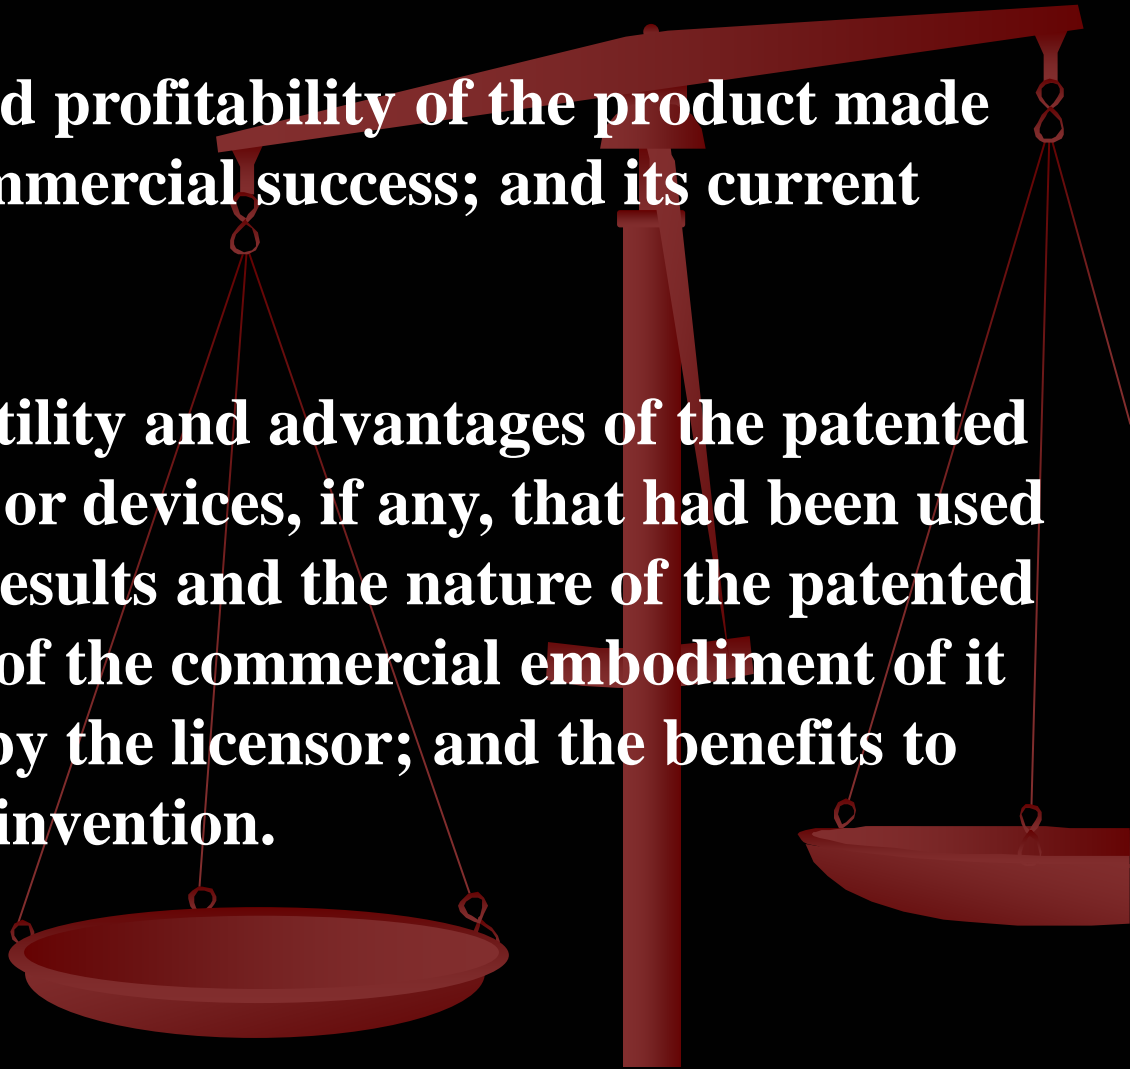 d profitability of the product made
mmercial success; and its current
tility and advantages of the patented
or devices, if any, that had been used
esults and the nature of the patented
of the commercial embodiment of it
by the licensor; and the benefits to
invention.